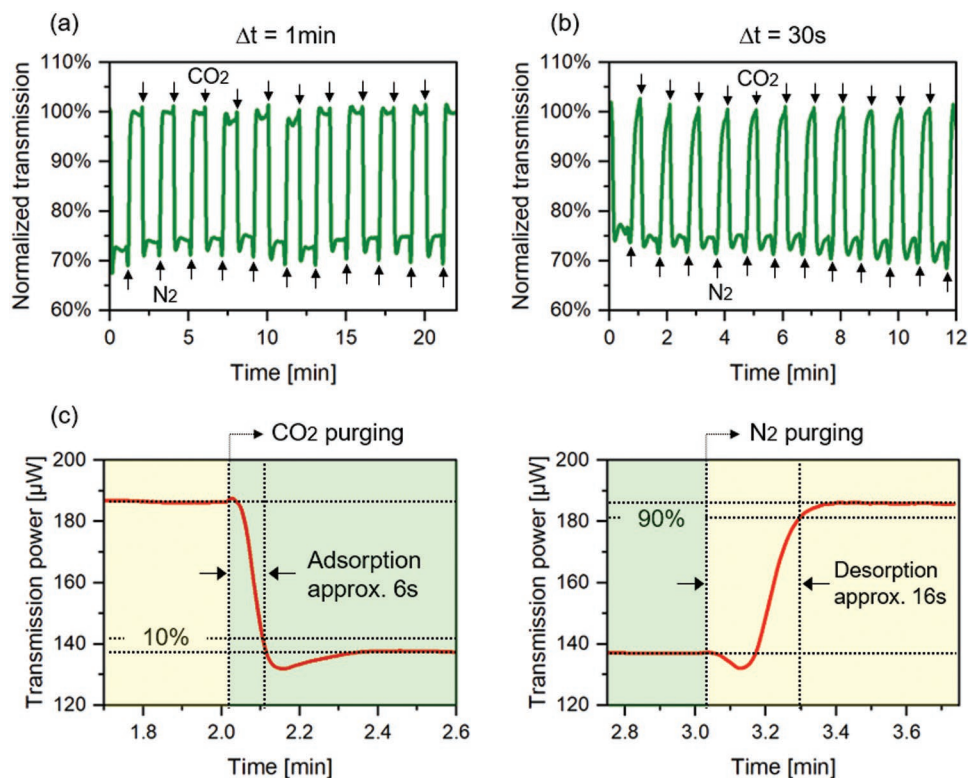 (a)
Δt = 1min
Normalized transmission
110%
100%
90%
80%
70%
60%
CO2
N2
0
5
10
15
20
Time [min]
(b)
Δt = 30s
Normalized transmission
110%
100%
90%
80%
70%
60%
CO2
N2
0
2
4
6
8
10
12
Time [min]
(c)
CO2 purging
Transmission power [µW]
200
180
160
140
120
Adsorption
approx. 6s
10%
1.8
2.0
2.2
2.4
2.6
Time [min]
N2 purging
Transmission power [µW]
200
180
160
140
120
90%
Desorption
approx. 16s
2.8
3.0
3.2
3.4
3.6
Time [min]